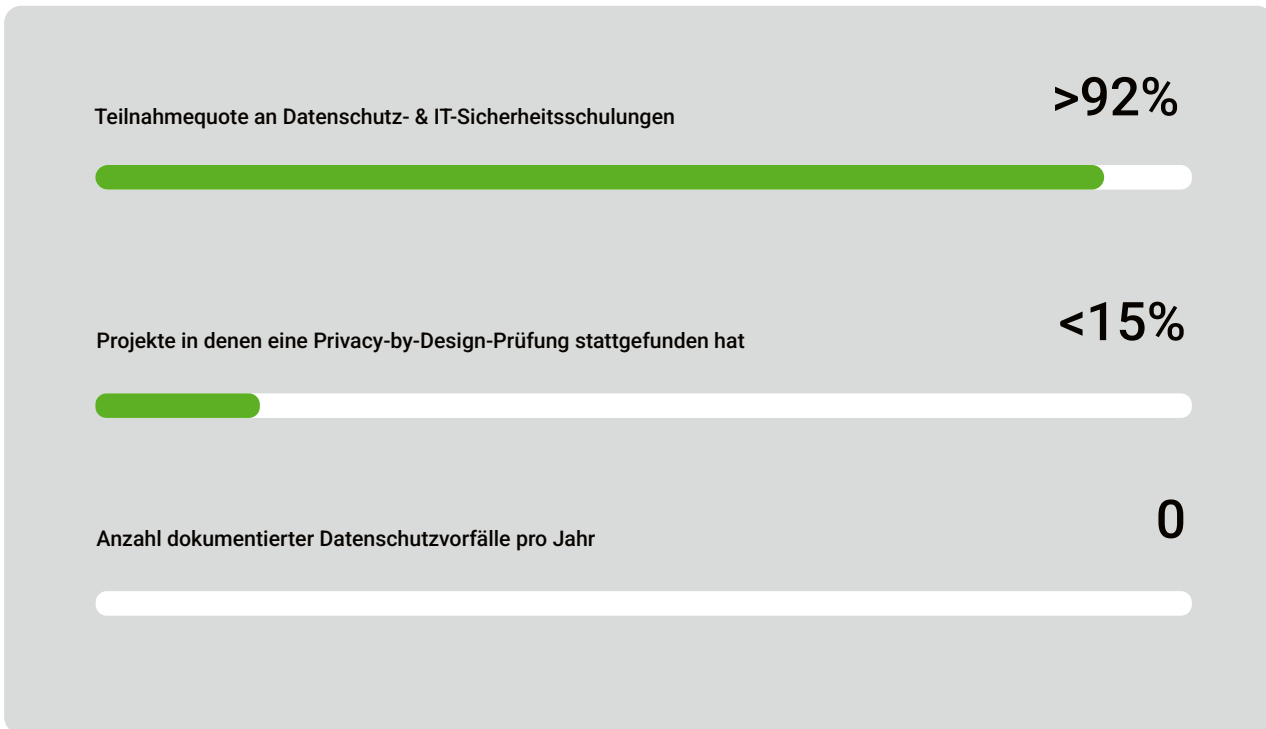 Teilnahmequote an Datenschutz- & IT-Sicherheitsschulungen
>92%
Projekte in denen eine Privacy-by-Design-Prüfung stattgefunden hat
<15%
Anzahl dokumentierter Datenschutzvorfälle pro Jahr
0